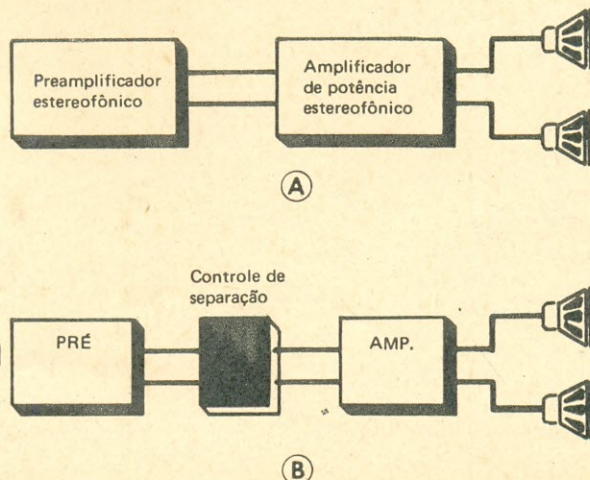 Preamplificador
estereofônico
Amplificador
de potência
estereofônico
A
Controle de
separação
PRÉ
AMP.
B